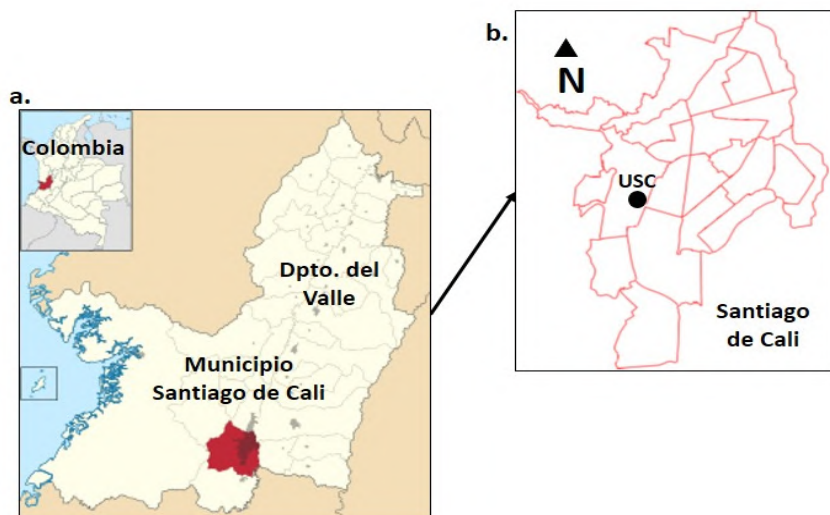 a.
Colombia
Dpto. del
Valle
Municipio
Santiago de Cali
b.
N
USC
Santiago
de Cali